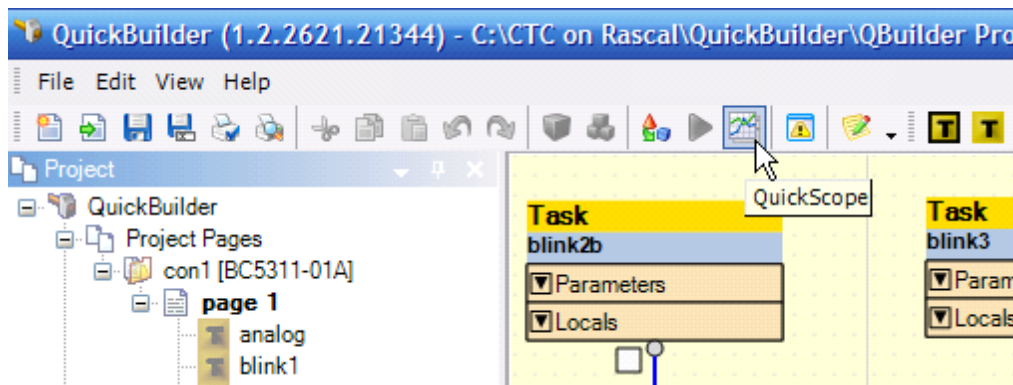 QuickBuilder (1.2.2621.21344) - C:\CTC on Rascal\QuickBuilder\QBuilder Pro
File Edit View Help
T T
Project
QuickBuilder
Project Pages
con1 [BC5311-01A]
page 1
analog
blink1
QuickScope
Task
blink2b
Parameters
Locals
Task
blink3
Param
Locals